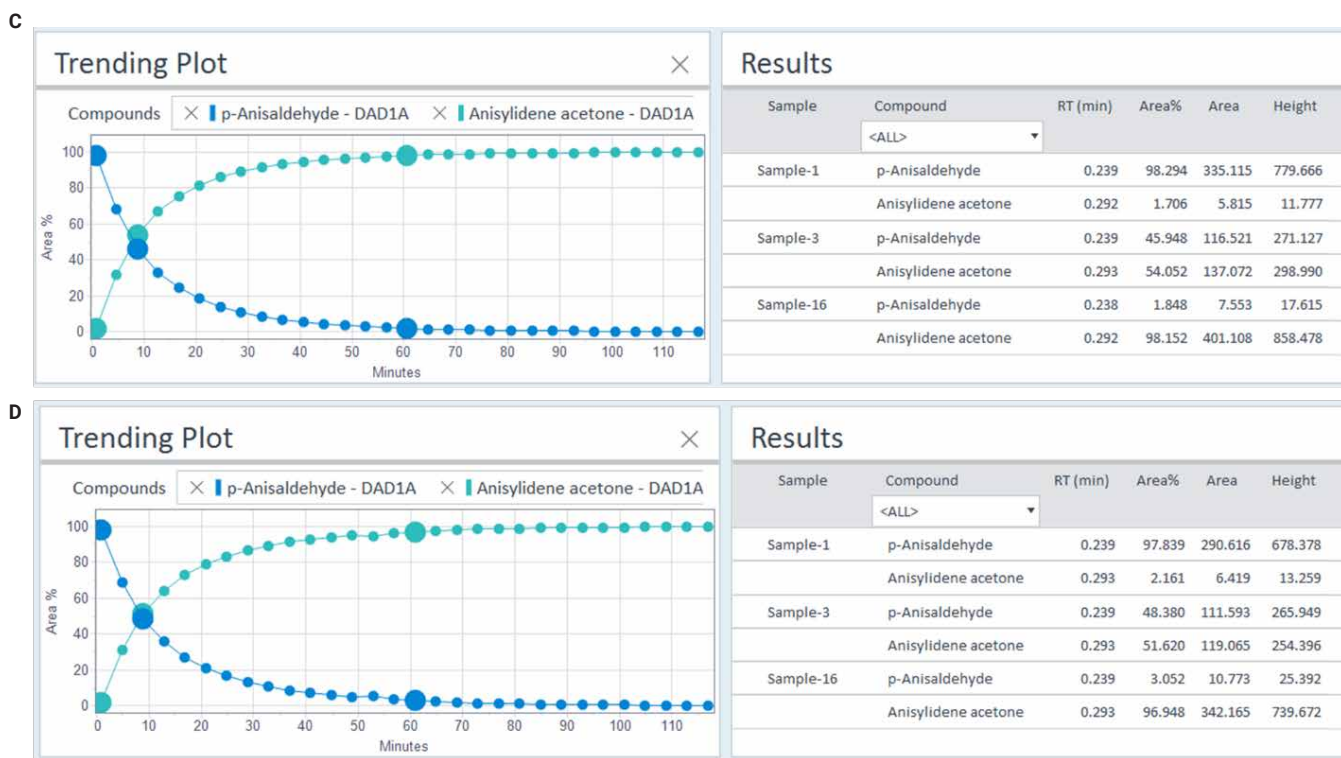 C
Trending Plot
Compounds p-Anisaldehyde - DAD1A Anisylidene acetone - DAD1A
100
80
60
40
20
0
Area %
0 10 20 30 40 50 60 70 80 90 100 110
Minutes
Results
Sample Compound RT (min) Area% Area Height
<ALL>
Sample-1 p-Anisaldehyde 0.239 98.294 335.115 779.666
Anisylidene acetone 0.292 1.706 5.815 11.777
Sample-3 p-Anisaldehyde 0.239 45.948 116.521 271.127
Anisylidene acetone 0.293 54.052 137.072 298.990
Sample-16 p-Anisaldehyde 0.238 1.848 7.553 17.615
Anisylidene acetone 0.292 98.152 401.108 858.478
D
Trending Plot
Compounds p-Anisaldehyde - DAD1A Anisylidene acetone - DAD1A
100
80
60
40
20
0
Area %
0 10 20 30 40 50 60 70 80 90 100 110
Minutes
Results
Sample Compound RT (min) Area% Area Height
<ALL>
Sample-1 p-Anisaldehyde 0.239 97.839 290.616 678.378
Anisylidene acetone 0.293 2.161 6.419 13.259
Sample-3 p-Anisaldehyde 0.239 48.380 111.593 265.949
Anisylidene acetone 0.293 51.620 119.065 254.396
Sample-16 p-Anisaldehyde 0.239 3.052 10.773 25.392
Anisylidene acetone 0.293 96.948 342.165 739.672